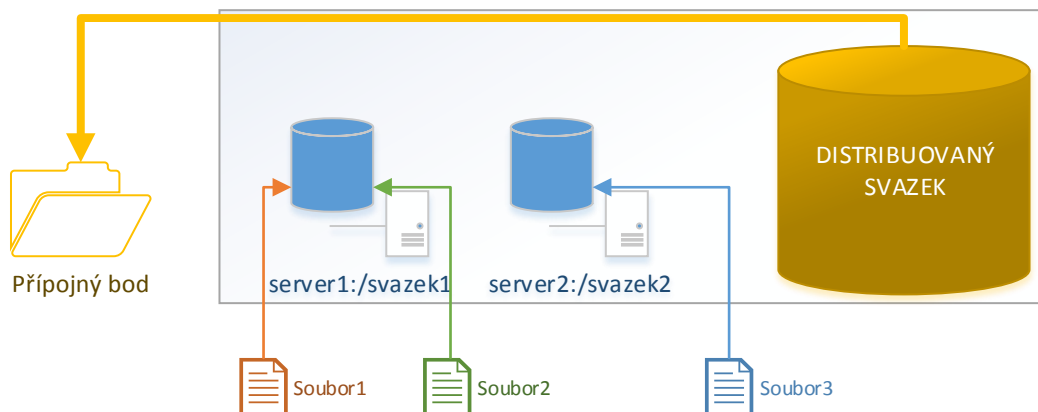 DISTRIBUOVANÝ
SVAZEK
Přípojný bod
server1:/svazek1
server2:/svazek2
Soubor1
Soubor2
Soubor3